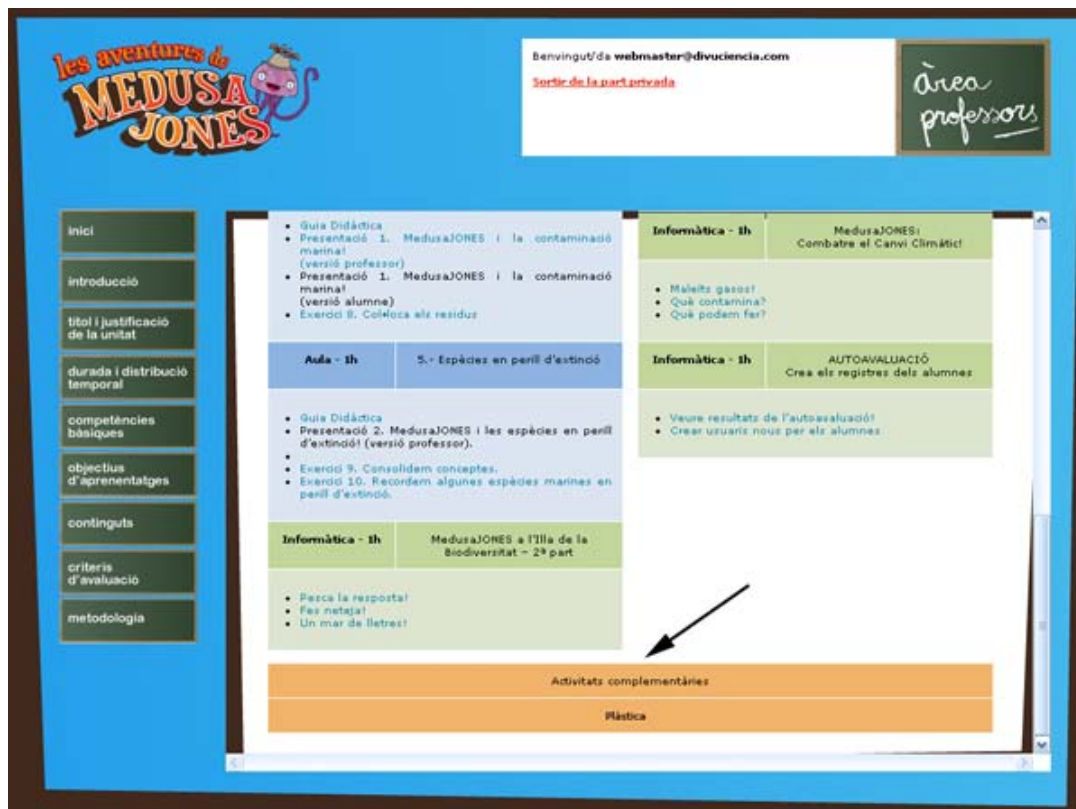 les aventures de
MEDUSA
JONES
Benvingut/da webmaster@divuciencia.com
Sortir de la part privada
àrea
professors
inici
introducció
títol i justificació
de la unitat
durada i distribució
temporal
competències
bàsiques
objectius
d'aprenentatges
continguts
criteris
d'avaluació
metodologia
• Guia Didàctica
• Presentació 1. MedusaJONES i la contaminació
marina!
(versió professor)
• Presentació 1. MedusaJONES i la contaminació
marina!
(versió alumne)
• Exercici 8. Col•loca els residus
Aula - 1h
5.- Espècies en perill d'extinció
• Guia Didàctica
• Presentació 2. MedusaJONES i les espècies en perill
d'extinció! (versió professor).
•
• Exercici 9. Consolidem conceptes.
• Exercici 10. Recordem algunes espècies marines en
perill d'extinció.
Informàtica - 1h
MedusaJONES a l'Illa de la
Biodiversitat – 2ª part
• Pesca la resposta!
• Fes neteja!
• Un mar de lletres!
Informàtica - 1h
MedusaJONES:
Combatre el Canvi Climàtic!
• Maleïts gasos!
• Què contamina?
• Què podem fer?
Informàtica - 1h
AUTOAVALUACIÓ
Crea els registres dels alumnes
• Veure resultats de l'autoavaluació!
• Crear usuaris nous per els alumnes
Activitats complementàries
Plàstica